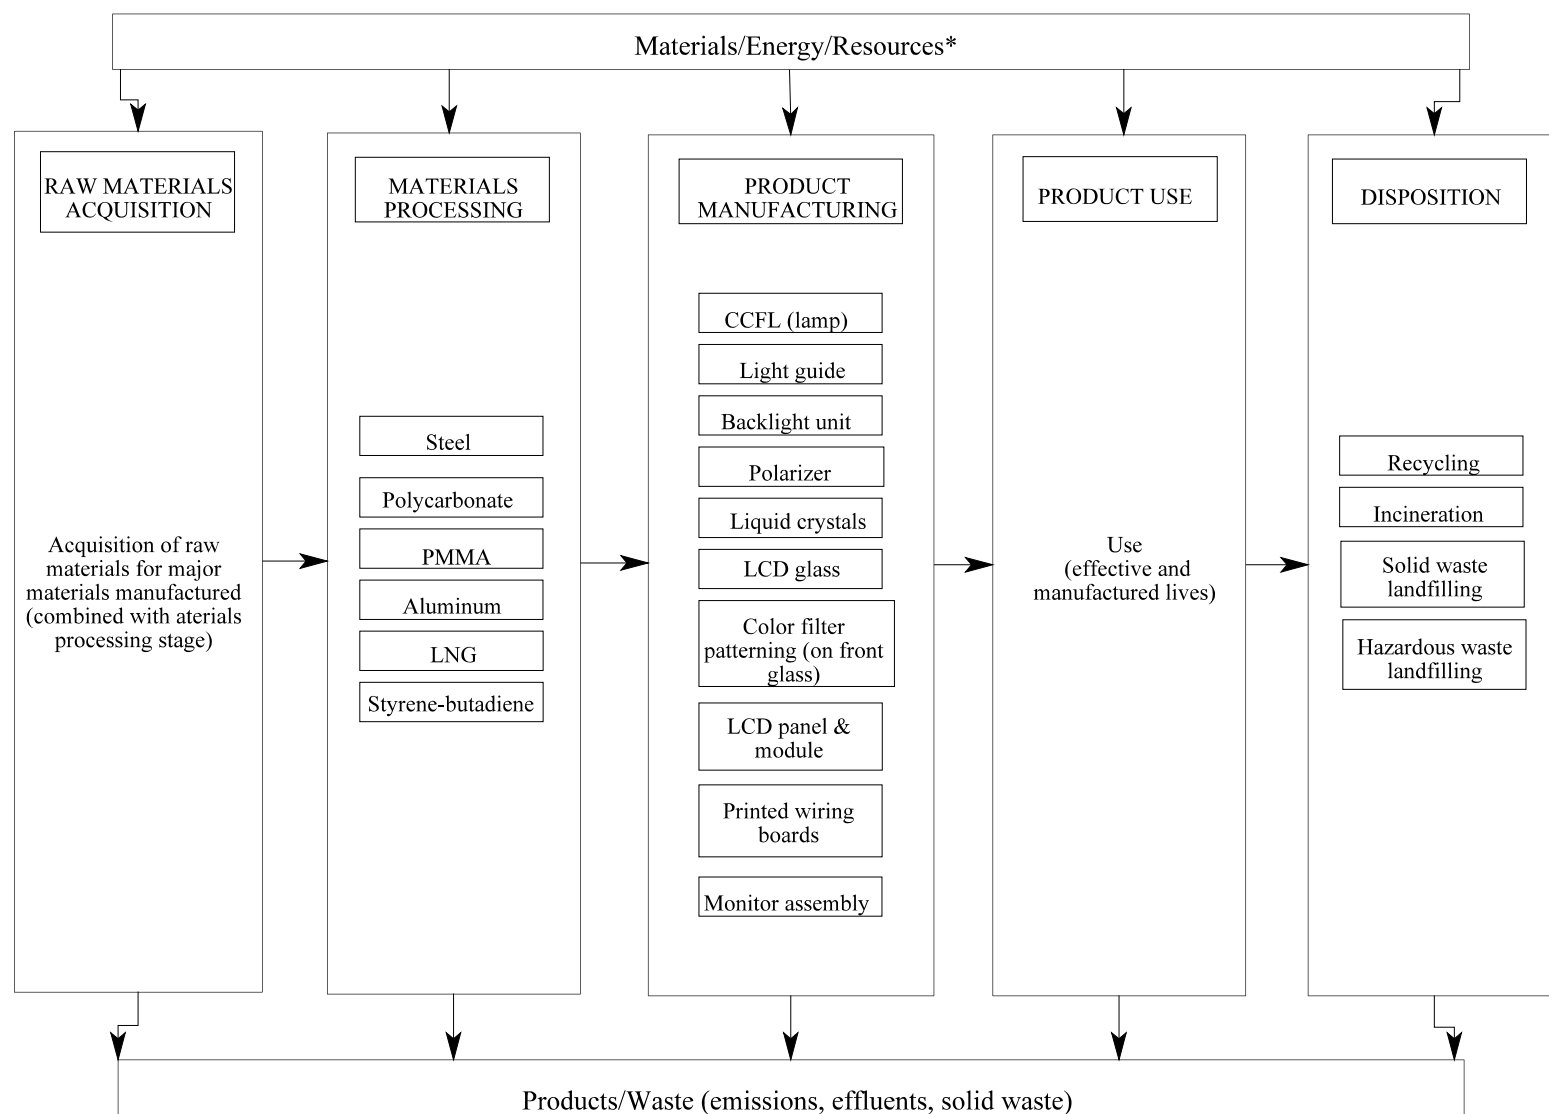 Materials/Energy/Resources*
RAW MATERIALS
ACQUISITION
Acquisition of raw
materials for major
materials manufactured
(combined with aterials
processing stage)
MATERIALS
PROCESSING
Steel
Polycarbonate
PMMA
Aluminum
LNG
Styrene-butadiene
PRODUCT
MANUFACTURING
CCFL (lamp)
Light guide
Backlight unit
Polarizer
Liquid crystals
LCD glass
Color filter
patterning (on front
glass)
LCD panel &
module
Printed wiring
boards
Monitor assembly
PRODUCT USE
Use
(effective and
manufactured lives)
DISPOSITION
Recycling
Incineration
Solid waste
landfilling
Hazardous waste
landfilling
Products/Waste (emissions, effluents, solid waste)